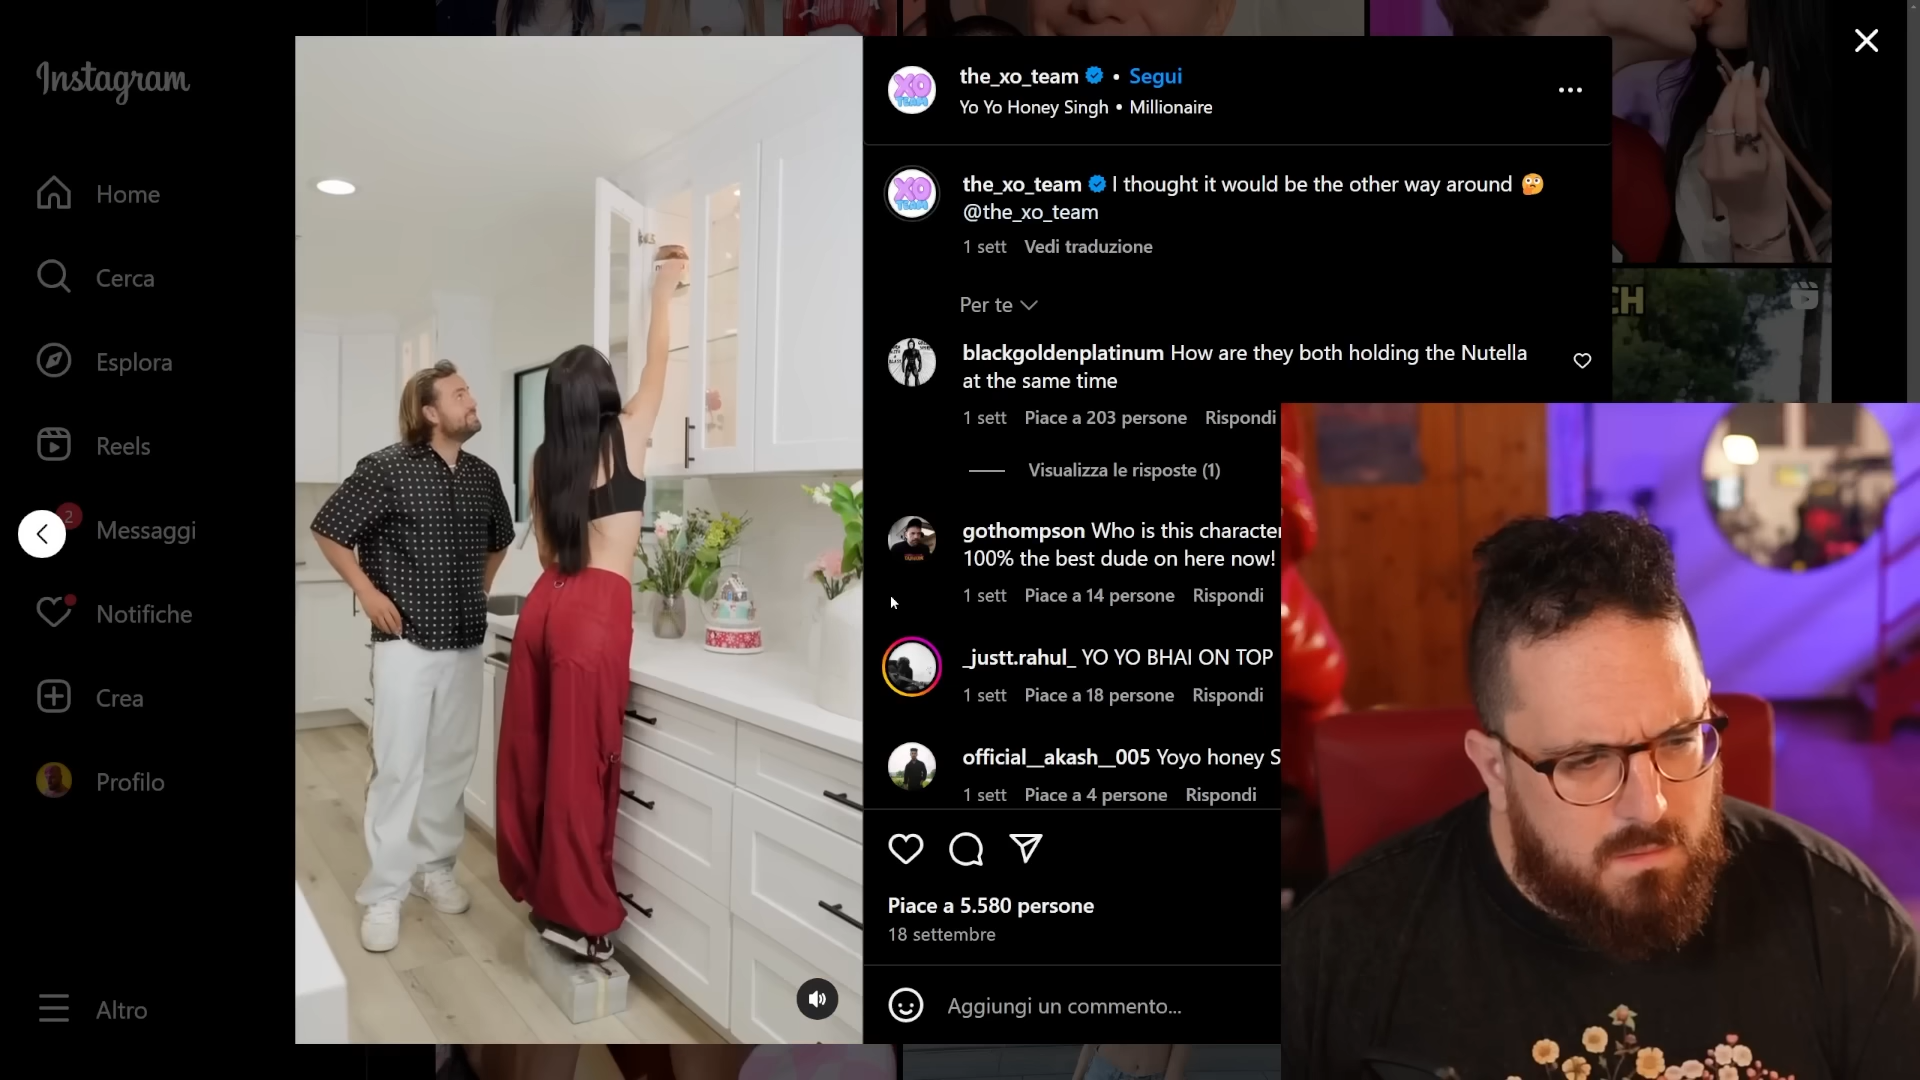 Instagram
Home
Cerca
Esplora
Reels
2
Messaggi
Notifiche
Crea
Profilo
Altro
XO
TEAM
the_xo_team • Segui
Yo Yo Honey Singh • Millionaire
XO
TEAM
the_xo_team I thought it would be the other way around
@the_xo_team
1 sett Vedi traduzione
Per te
blackgoldenplatinum How are they both holding the Nutella
at the same time
1 sett Piace a 203 persone Rispondi
Visualizza le risposte (1)
gothompson Who is this character
100% the best dude on here now!
1 sett Piace a 14 persone Rispondi
_justt.rahul_ YO YO BHAI ON TOP
1 sett Piace a 18 persone Rispondi
official__akash__005 Yoyo honey S
1 sett Piace a 4 persone Rispondi
Piace a 5.580 persone
18 settembre
Aggiungi un commento...
CH